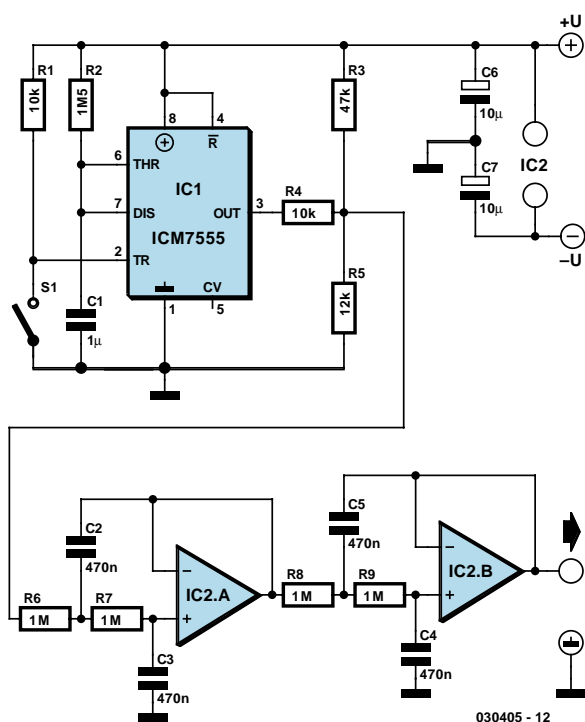 +U
R1
10k
R2
1M5
R3
47k
C6
10µ
8
4
R̅
6
THR
IC1
IC2
7
DIS
OUT
3
R4
10k
C7
10µ
ICM7555
–U
2
TR
R5
12k
S1
C1
1µ
1
CV
5
C2
470n
C5
470n
–
IC2.A
–
IC2.B
R6
1M
R7
1M
+
R8
1M
R9
1M
+
C3
470n
C4
470n
030405 - 12